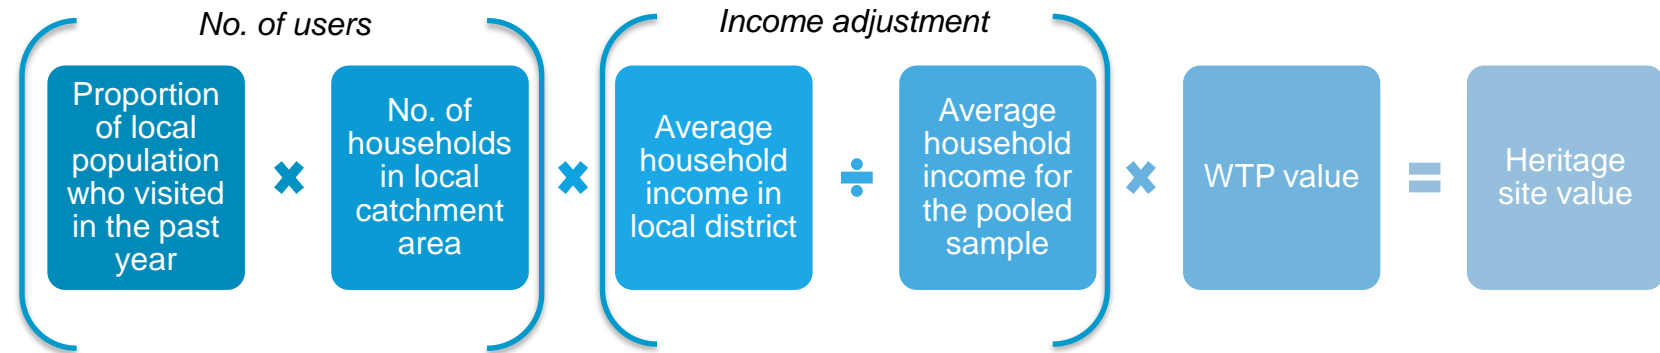 No. of users
Income adjustment
Proportion
of local
population
who visited
in the past
year
×
No. of
households
in local
catchment
area
×
Average
household
income in
local district
÷
Average
household
income for
the pooled
sample
×
WTP value
=
Heritage
site value